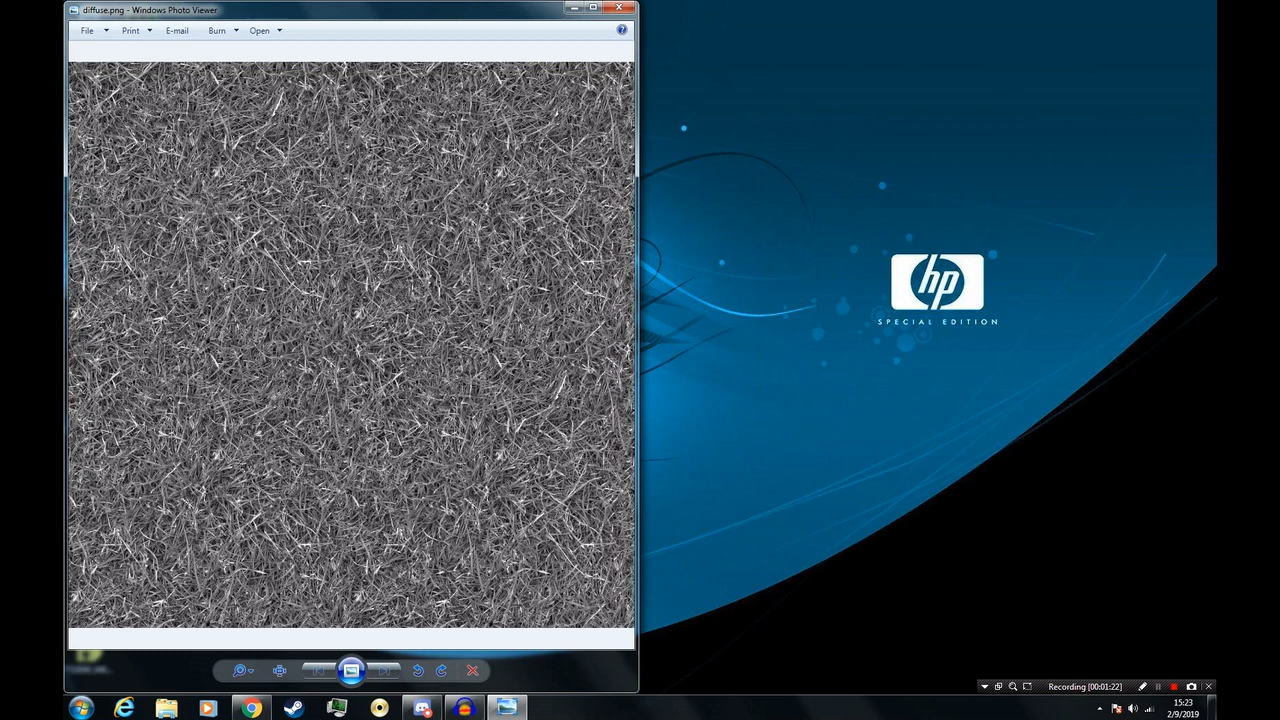 diffuse.png - Windows Photo Viewer
File Print E-mail Burn Open
hp
SPECIAL EDITION
Recording [00:01:22]
15:23
2/9/2019